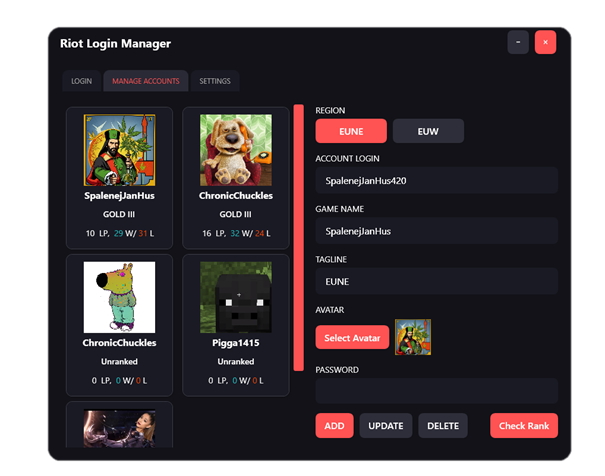 Riot Login Manager
- ×
LOGIN MANAGE ACCOUNTS SETTINGS
SpalenejJanHus
GOLD III
10 LP, 29 W/ 31 L
ChronicChuckles
GOLD III
16 LP, 32 W/ 24 L
ChronicChuckles
Unranked
0 LP, 0 W/ 0 L
Pigga1415
Unranked
0 LP, 0 W/ 0 L
REGION
EUNE EUW
ACCOUNT LOGIN
SpalenejJanHus420
GAME NAME
SpalenejJanHus
TAGLINE
EUNE
AVATAR
Select Avatar
PASSWORD
ADD UPDATE DELETE Check Rank